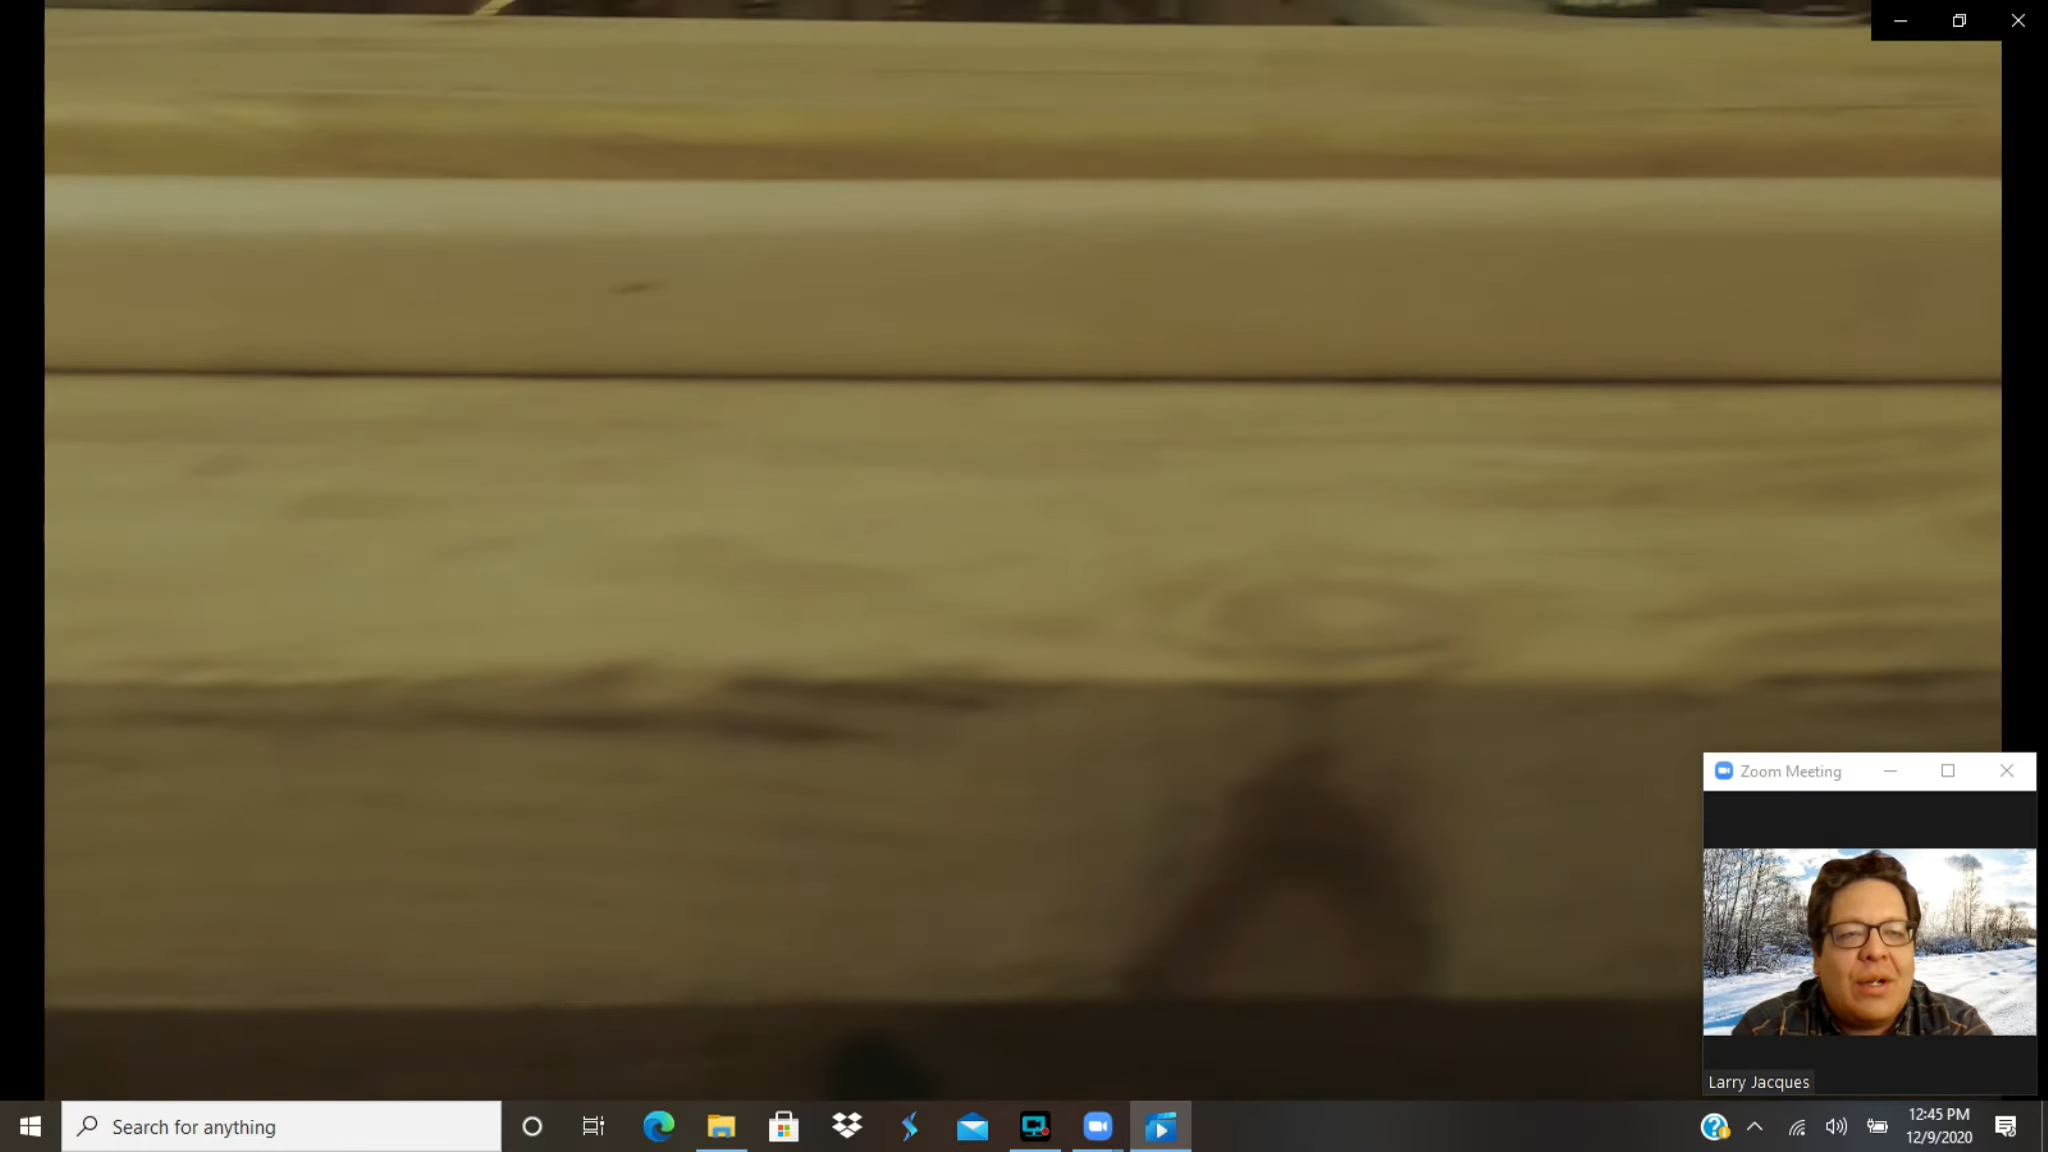 Zoom Meeting
Larry Jacques
Search for anything
12:45 PM
12/9/2020